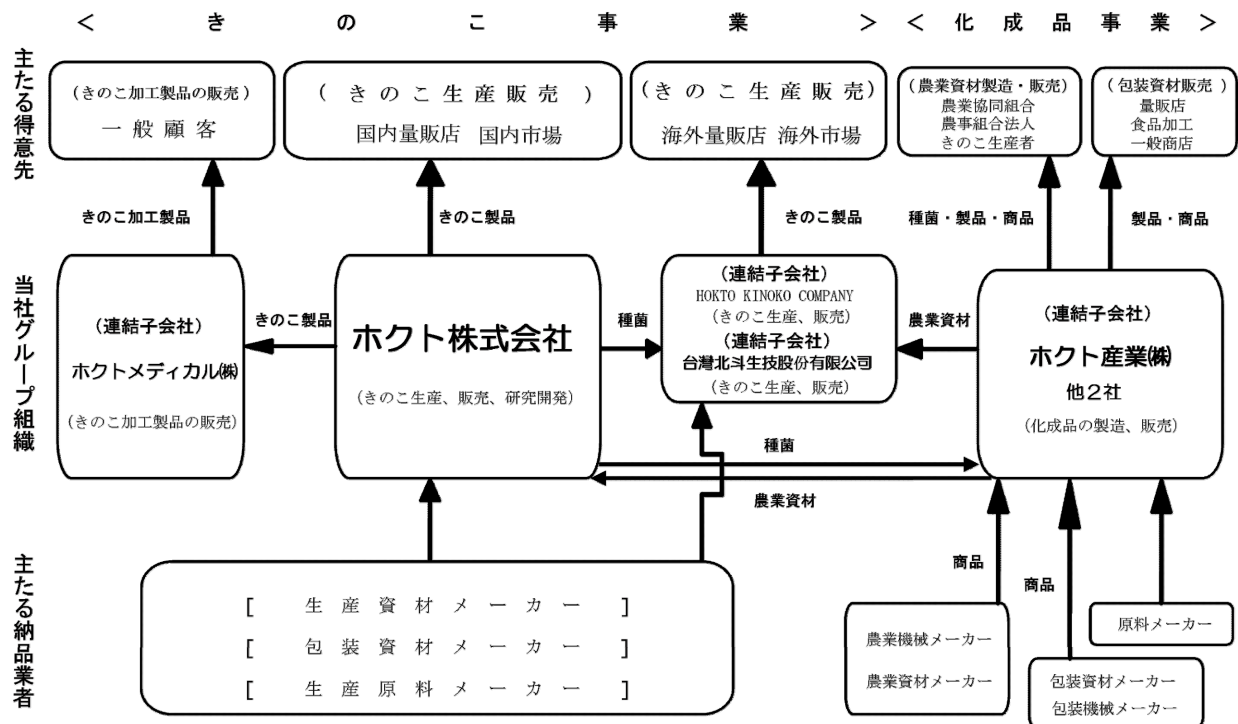 ＜ き の こ 事 業 ＞
＜ 化 成 品 事 業 ＞
主たる得意先
(きのこ加工製品の販売)
一 般 顧 客
( き の こ 生 産 販 売 )
国内量販店 国内市場
(き の こ 生 産 販 売)
海外量販店 海外市場
(農業資材製造・販売)
農業協同組合
農事組合法人
きのこ生産者
(包装資材販売 )
量販店
食品加工
一般商店
きのこ加工製品
きのこ製品
きのこ製品
種菌・製品・商品
製品・商品
当社グループ組織
(連結子会社)
ホクトメディカル㈱
(きのこ加工製品の販売)
きのこ製品
ホクト株式会社
(きのこ生産、販売、研究開発)
種菌
(連結子会社)
HOKTO KINOKO COMPANY
(きのこ生産、販売)
(連結子会社)
台灣北斗生技股份有限公司
(きのこ生産、販売)
農業資材
(連結子会社)
ホクト産業㈱
他２社
(化成品の製造、販売)
種菌
農業資材
主たる納品業者
[ 生 産 資 材 メ ー カ ー ]
[ 包 装 資 材 メ ー カ ー ]
[ 生 産 原 料 メ ー カ ー ]
商品
農業機械メーカー
農業資材メーカー
商品
包装資材メーカー
包装機械メーカー
原料メーカー